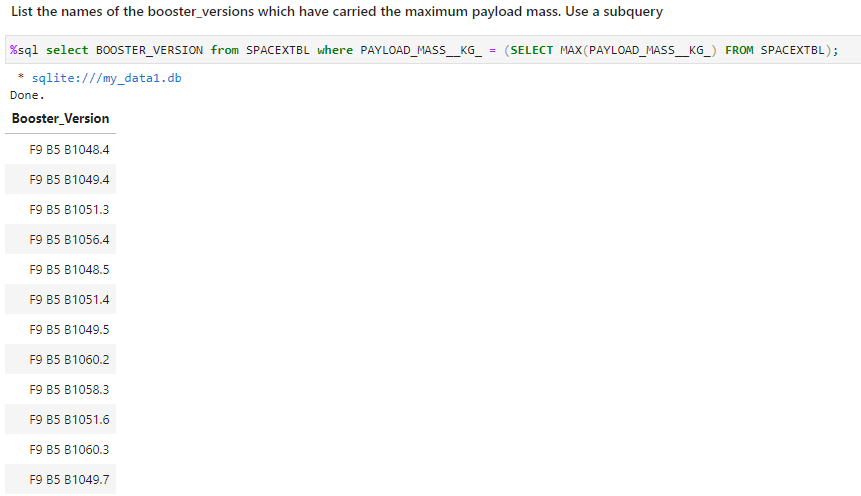 List the names of the booster_versions which have carried the maximum payload mass. Use a subquery
%sql select BOOSTER_VERSION from SPACEXTBL where PAYLOAD_MASS__KG_ = (SELECT MAX(PAYLOAD_MASS__KG_) FROM SPACEXTBL);
* sqlite:///my_data1.db
Done.
Booster_Version
F9 B5 B1048.4
F9 B5 B1049.4
F9 B5 B1051.3
F9 B5 B1056.4
F9 B5 B1048.5
F9 B5 B1051.4
F9 B5 B1049.5
F9 B5 B1060.2
F9 B5 B1058.3
F9 B5 B1051.6
F9 B5 B1060.3
F9 B5 B1049.7